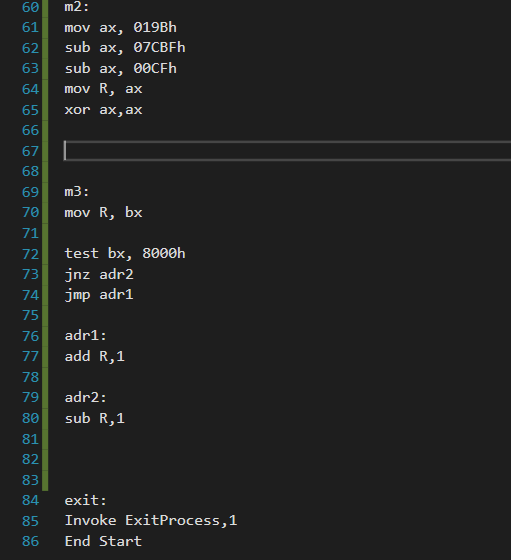 60 m2:
61 mov ax, 019Bh
62 sub ax, 07CBFh
63 sub ax, 00CFh
64 mov R, ax
65 xor ax,ax
66
67
68
69 m3:
70 mov R, bx
71
72 test bx, 8000h
73 jnz adr2
74 jmp adr1
75
76 adr1:
77 add R,1
78
79 adr2:
80 sub R,1
81
82
83
84 exit:
85 Invoke ExitProcess,1
86 End Start